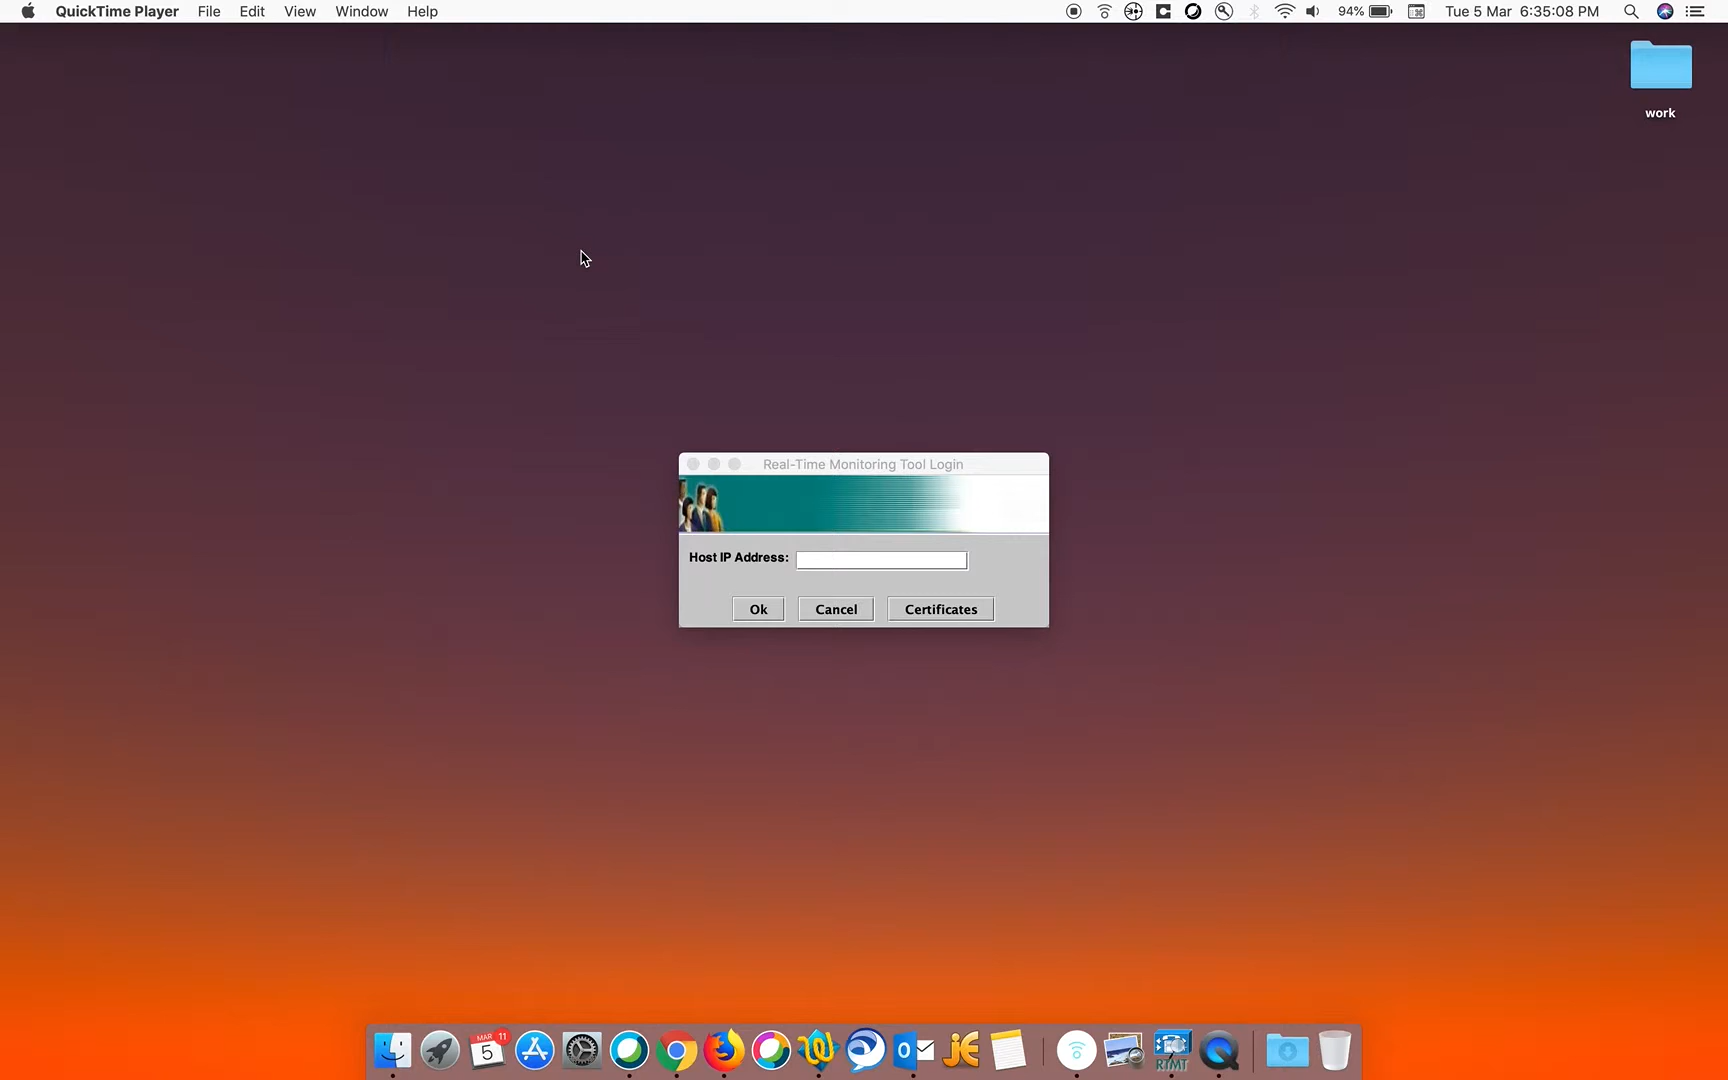 QuickTime Player File Edit View Window Help 94% Tue 5 Mar 6:35:08 PM
work
Real-Time Monitoring Tool Login
Host IP Address:
Ok Cancel Certificates
MAR 11
5
RTMT